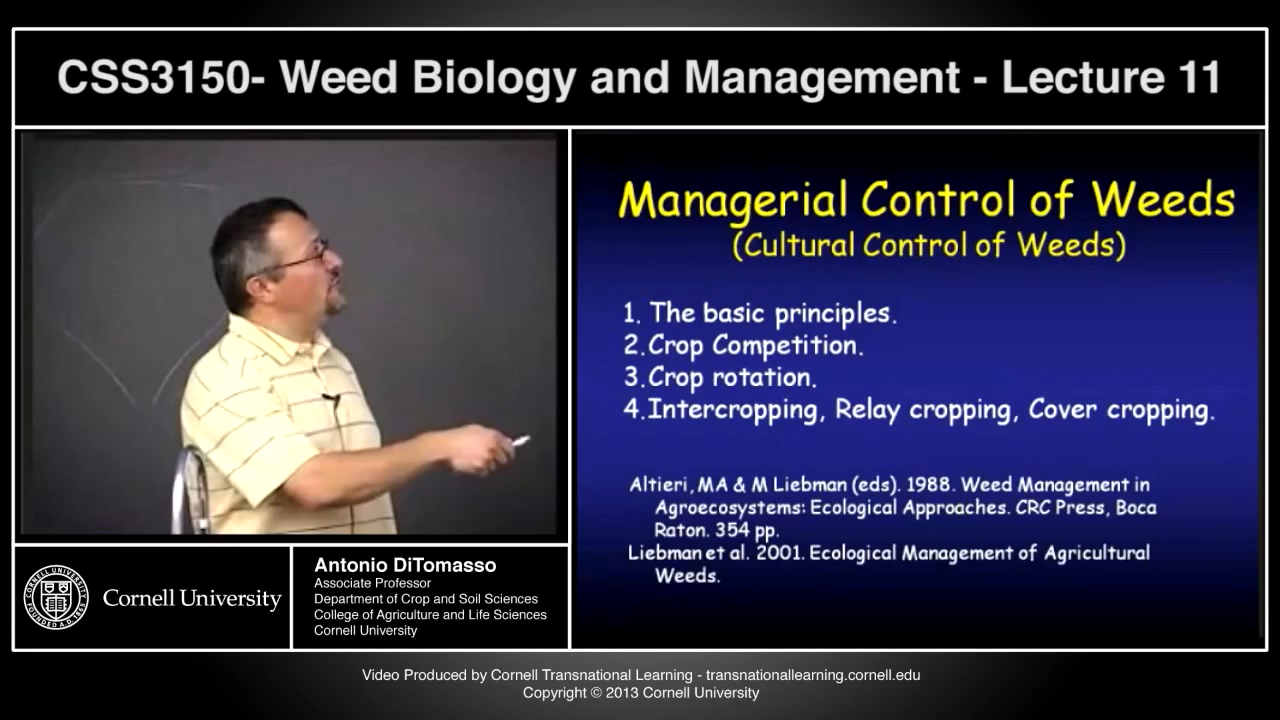 CSS3150- Weed Biology and Management - Lecture 11
Managerial Control of Weeds
(Cultural Control of Weeds)
1. The basic principles.
2.Crop Competition.
3.Crop rotation.
4.Intercropping, Relay cropping, Cover cropping.
Altieri, MA & M Liebman (eds). 1988. Weed Management in
Agroecosystems: Ecological Approaches. CRC Press, Boca
Raton. 354 pp.
Liebman et al. 2001. Ecological Management of Agricultural
Weeds.
Cornell University
Antonio DiTomasso
Associate Professor
Department of Crop and Soil Sciences
College of Agriculture and Life Sciences
Cornell University
Video Produced by Cornell Transnational Learning - transnationallearning.cornell.edu
Copyright © 2013 Cornell University